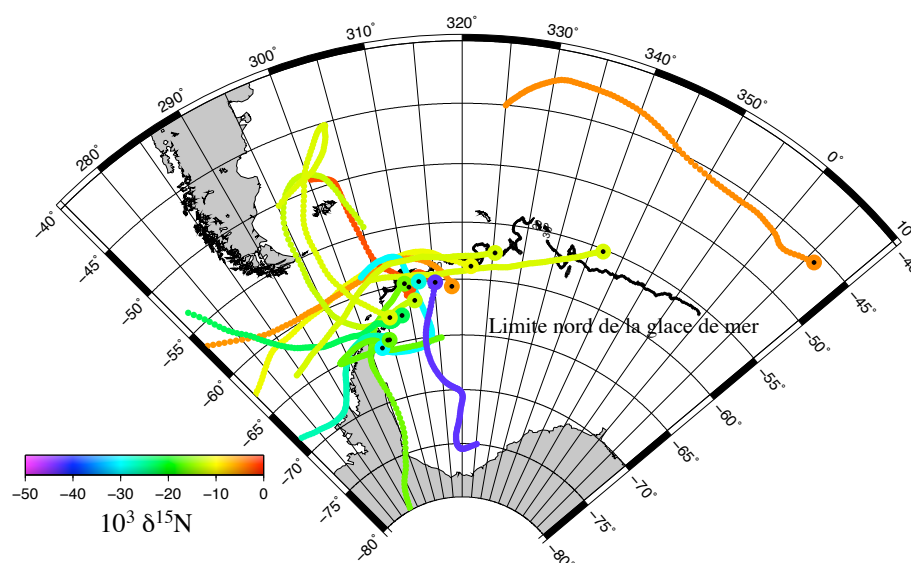 280° 290° 300° 310° 320° 330° 340° 350° 0° 10
−40° −45° −50° −55° −60° −65° −70° −75° −80°
−45° −50° −55° −60° −65° −70° −75° −80°
Limite nord de la glace de mer
−50 −40 −30 −20 −10 0
10³ δ¹⁵N